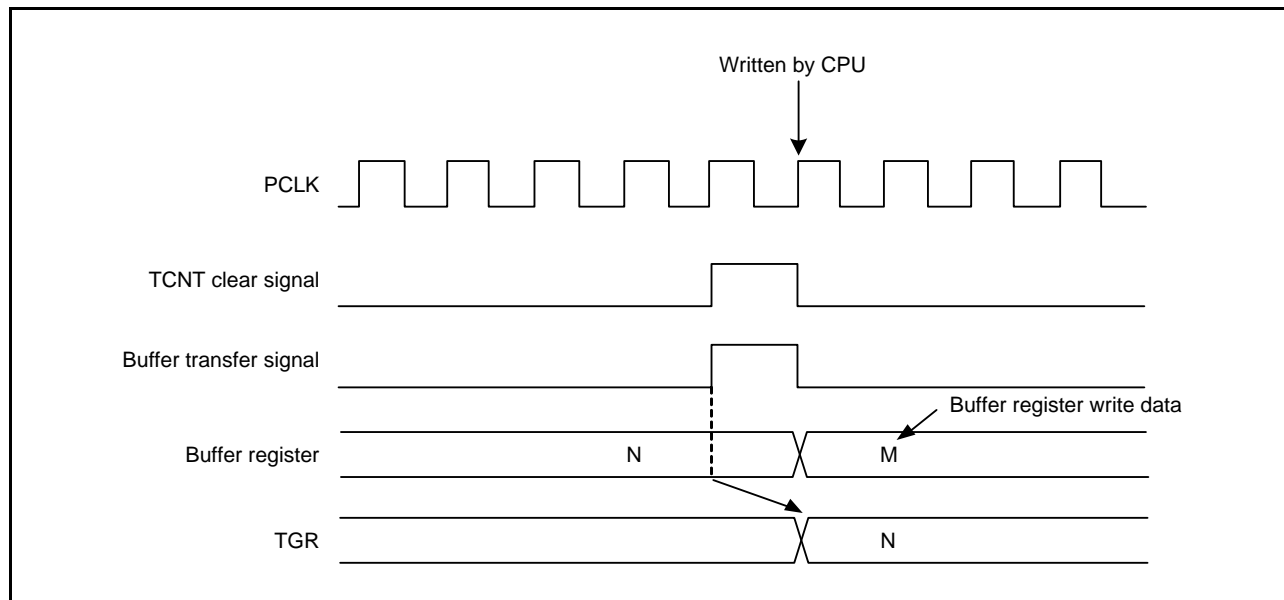 Written by CPU
PCLK
TCNT clear signal
Buffer transfer signal
Buffer register write data
Buffer register
N
M
TGR
N